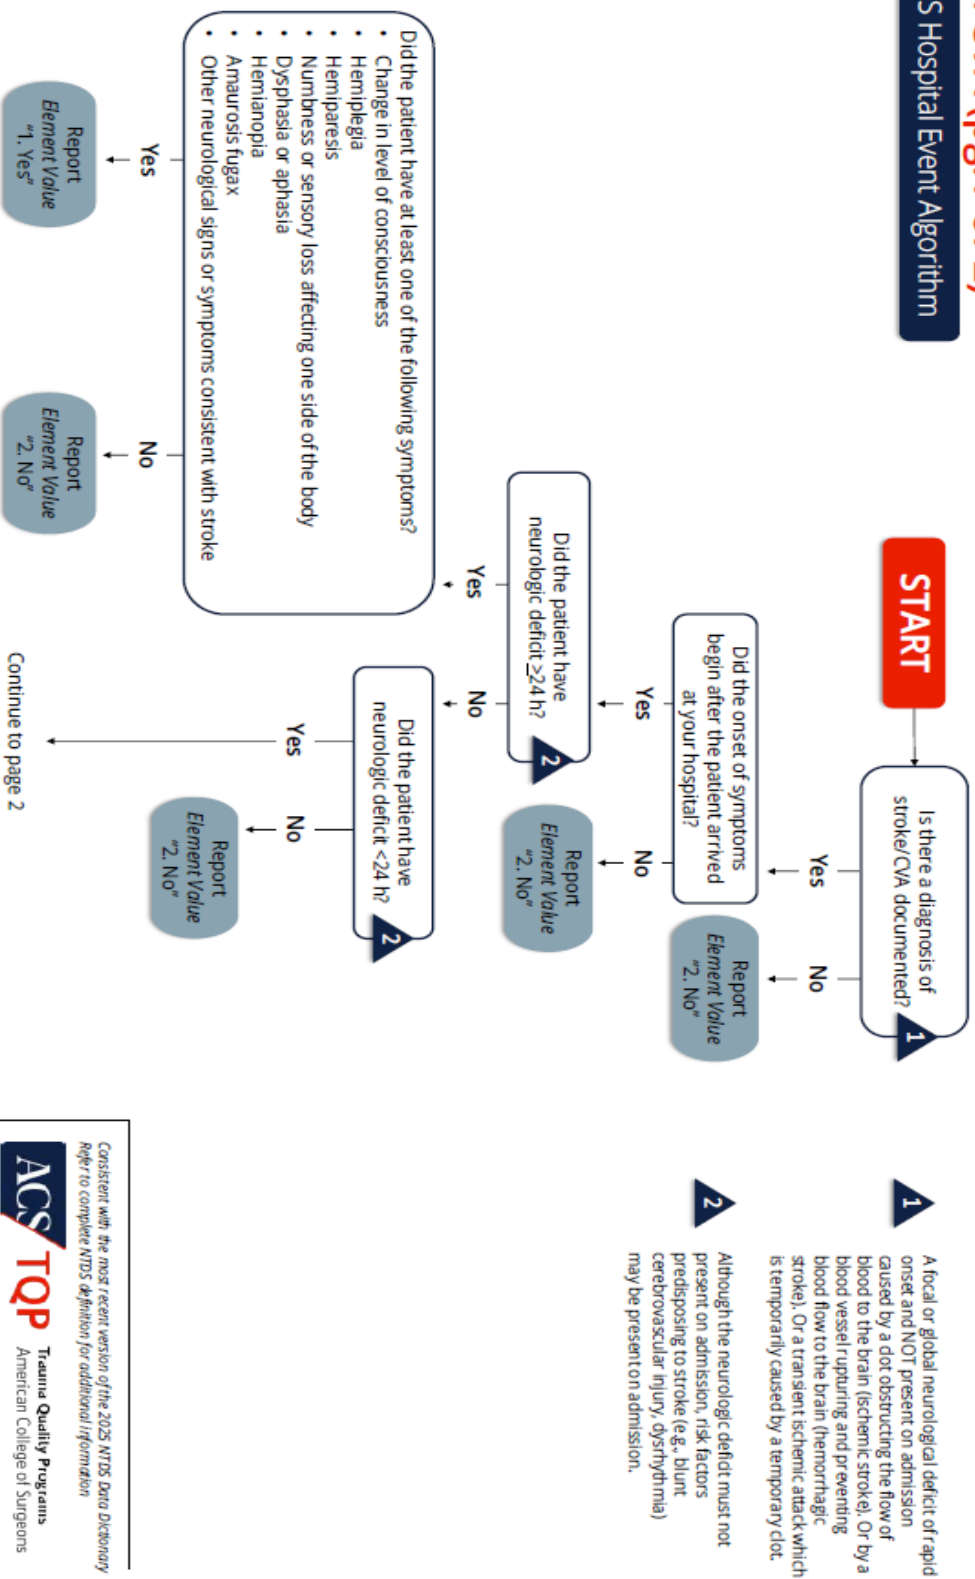 S Hospital Event Algorithm
START
Is there a diagnosis of
stroke/CVA documented?
1
Yes
No
Report
Element Value
"2. No"
Did the onset of symptoms
begin after the patient arrived
at your hospital?
Yes
No
Report
Element Value
"2. No"
Did the patient have
neurologic deficit >24 h?
2
Yes
No
Did the patient have
neurologic deficit <24 h?
2
Yes
No
Report
Element Value
"2. No"
Continue to page 2
Did the patient have at least one of the following symptoms?
• Change in level of consciousness
• Hemiplegia
• Hemiparesis
• Numbness or sensory loss affecting one side of the body
• Dysphasia or aphasia
• Hemianopia
• Amaurosis fugax
• Other neurological signs or symptoms consistent with stroke
Yes
No
Report
Element Value
"1. Yes"
Report
Element Value
"2. No"
1
A focal or global neurological deficit of rapid
onset and NOT present on admission
caused by a clot obstructing the flow of
blood to the brain (ischemic stroke). Or by a
blood vessel rupturing and preventing
blood flow to the brain (hemorrhagic
stroke). Or a transient ischemic attack which
is temporarily caused by a temporary clot.
2
Although the neurologic deficit must not
present on admission, risk factors
predisposing to stroke (e.g., blunt
cerebrovascular injury, dysrhythmia)
may be present on admission.
Consistent with the most recent version of the 2025 NTDS Data Dictionary
Refer to complete NTDS definition for additional information
ACS TQP
Trauma Quality Programs
American College of Surgeons